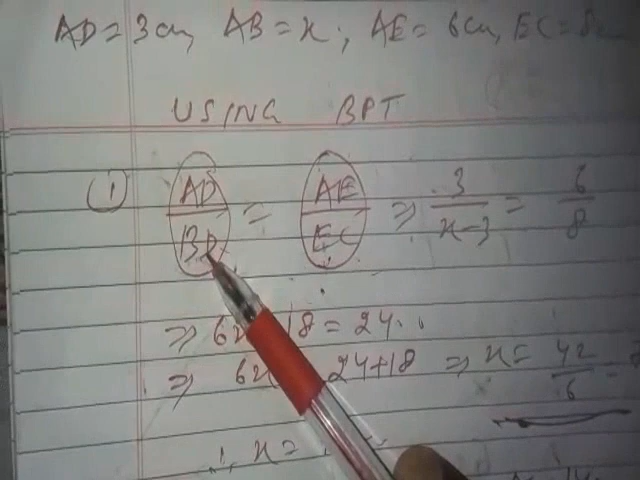 AD = 3 cm, AB = x ; AE = 6 cm, EC = 8
USING BPT
(1) AD/BD = AE/EC ⇒ 3/x-3 = 6/8
⇒ 6x 18 = 24
⇒ 6x 24+18 ⇒ x = 42/6 =
∴ x =